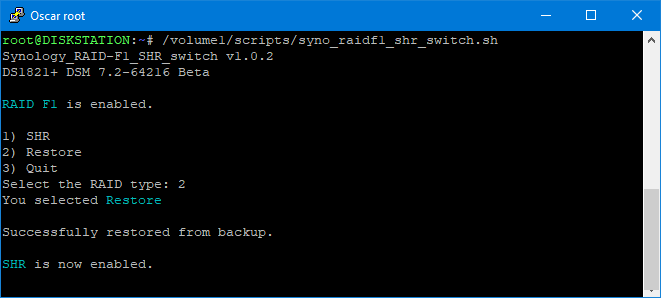 Oscar root
root@DISKSTATION:~# /volume1/scripts/syno_raidf1_shr_switch.sh
Synology_RAID-F1_SHR_switch v1.0.2
DS1821+ DSM 7.2-64216 Beta
RAID F1 is enabled.
1) SHR
2) Restore
3) Quit
Select the RAID type: 2
You selected Restore
Successfully restored from backup.
SHR is now enabled.